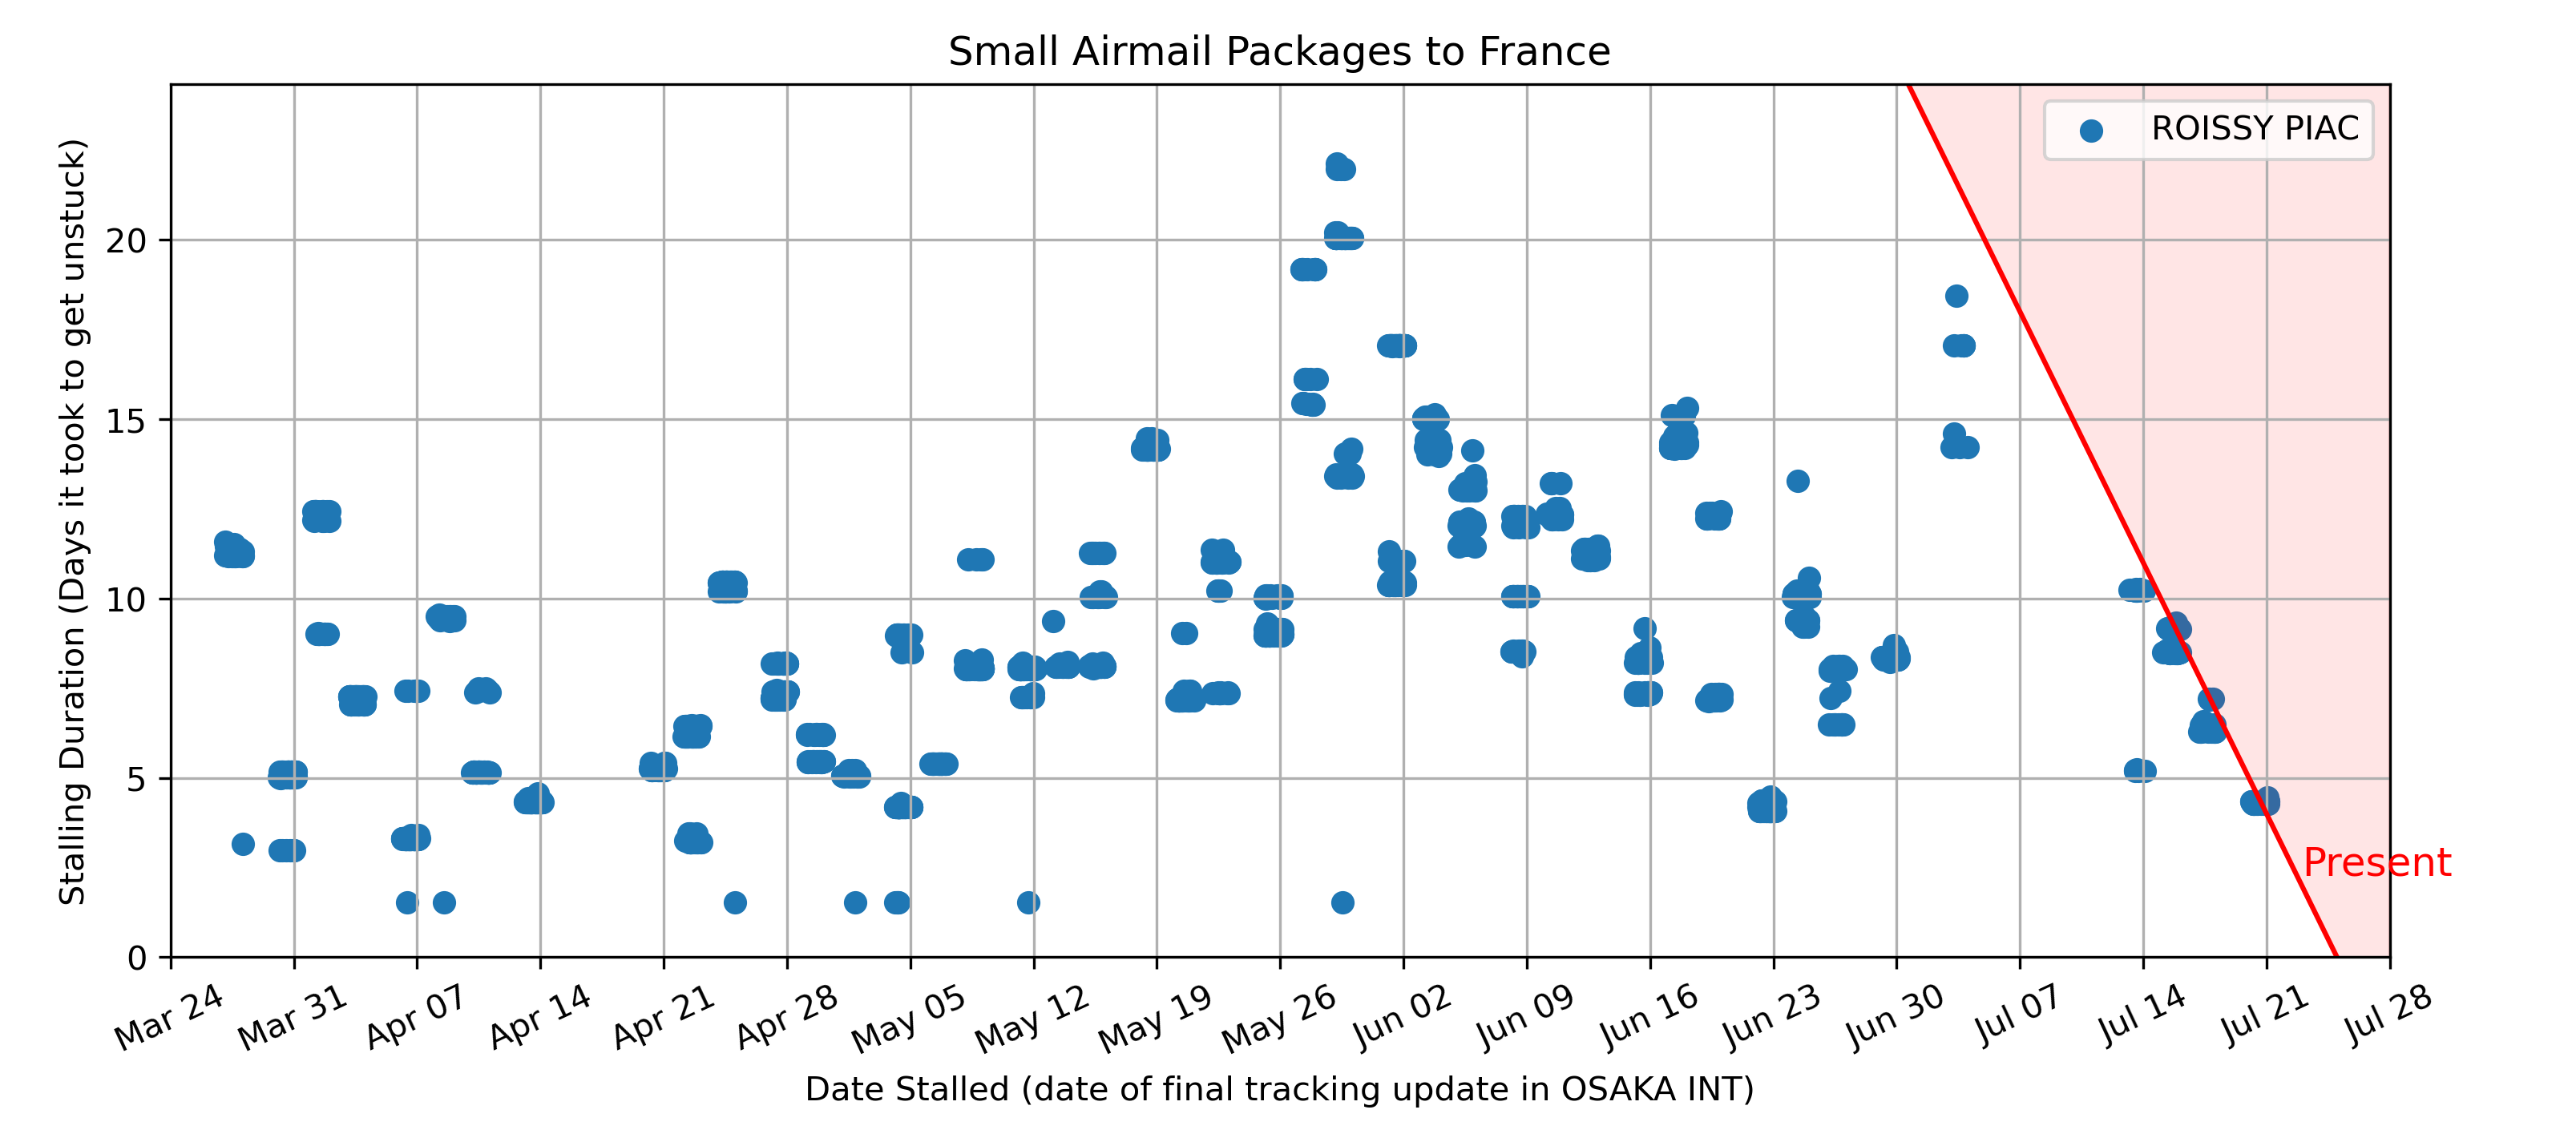 Small Airmail Packages to France
ROISSY PIAC
Stalling Duration (Days it took to get unstuck)
20
15
10
5
0
Present
Mar 24
Mar 31
Apr 07
Apr 14
Apr 21
Apr 28
May 05
May 12
May 19
May 26
Jun 02
Jun 09
Jun 16
Jun 23
Jun 30
Jul 07
Jul 14
Jul 21
Jul 28
Date Stalled (date of final tracking update in OSAKA INT)